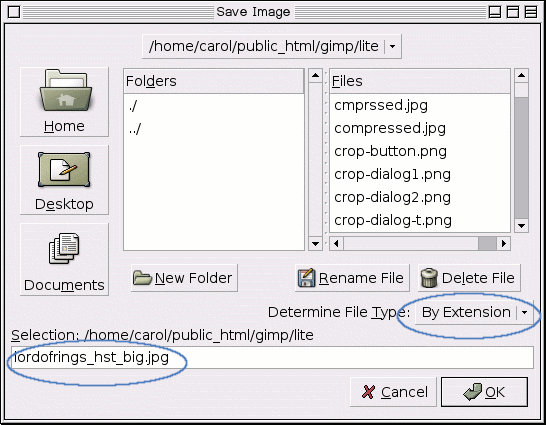 Save Image
/home/carol/public_html/gimp/lite
Home
Desktop
Documents
Folders
./
../
Files
cmprssed.jpg
compressed.jpg
crop-button.png
crop-dialog1.png
crop-dialog2.png
crop-dialog-t.png
New Folder
Rename File
Delete File
Determine File Type: By Extension
Selection: /home/carol/public_html/gimp/lite
lordofrings_hst_big.jpg
Cancel
OK